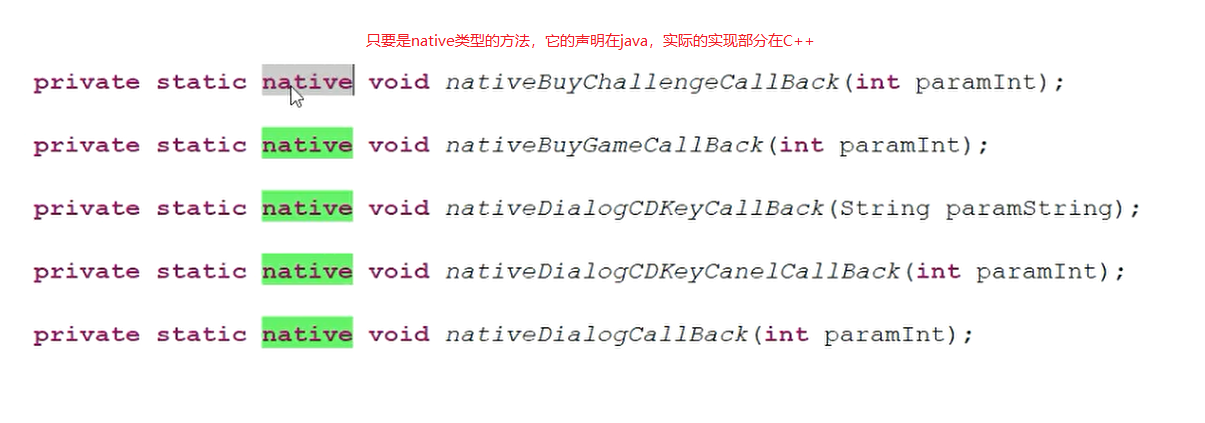 只要是native类型的方法，它的声明在java，实际的实现部分在C++
private static native void nativeBuyChallengeCallBack(int paramInt);
private static native void nativeBuyGameCallBack(int paramInt);
private static native void nativeDialogCDKeyCallBack(String paramString);
private static native void nativeDialogCDKeyCanelCallBack(int paramInt);
private static native void nativeDialogCallBack(int paramInt);